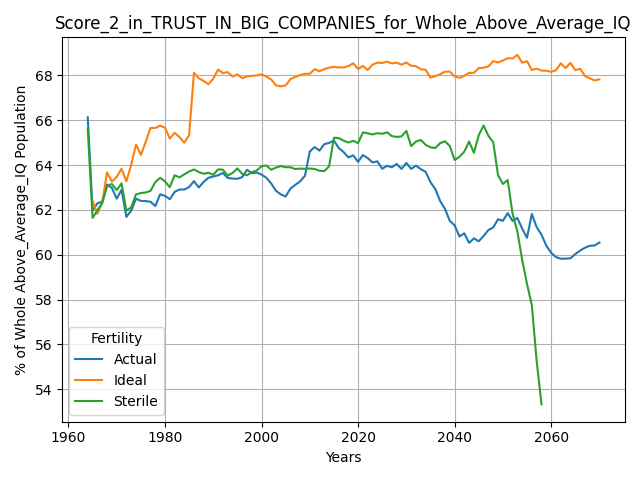 Score_2_in_TRUST_IN_BIG_COMPANIES_for_Whole_Above_Average_IQ
% of Whole Above_Average_IQ Population
68
66
64
62
60
58
56
54
Fertility
Actual
Ideal
Sterile
1960 1980 2000 2020 2040 2060
Years